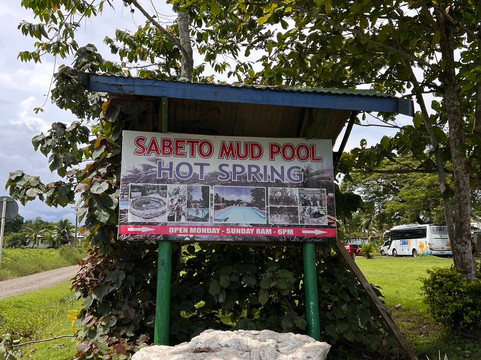 SABETO MUD POOL
HOT SPRING
OPEN MONDAY - SUNDAY 8AM - 6PM